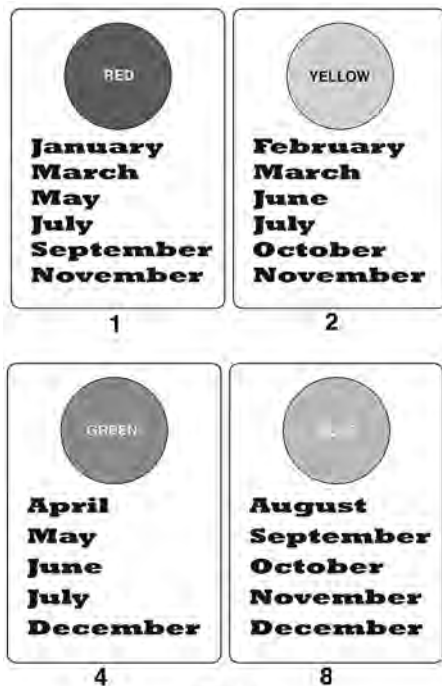 RED
January
March
May
July
September
November
1
YELLOW
February
March
June
July
October
November
2
GREEN
April
May
June
July
December
4
August
September
October
November
December
8